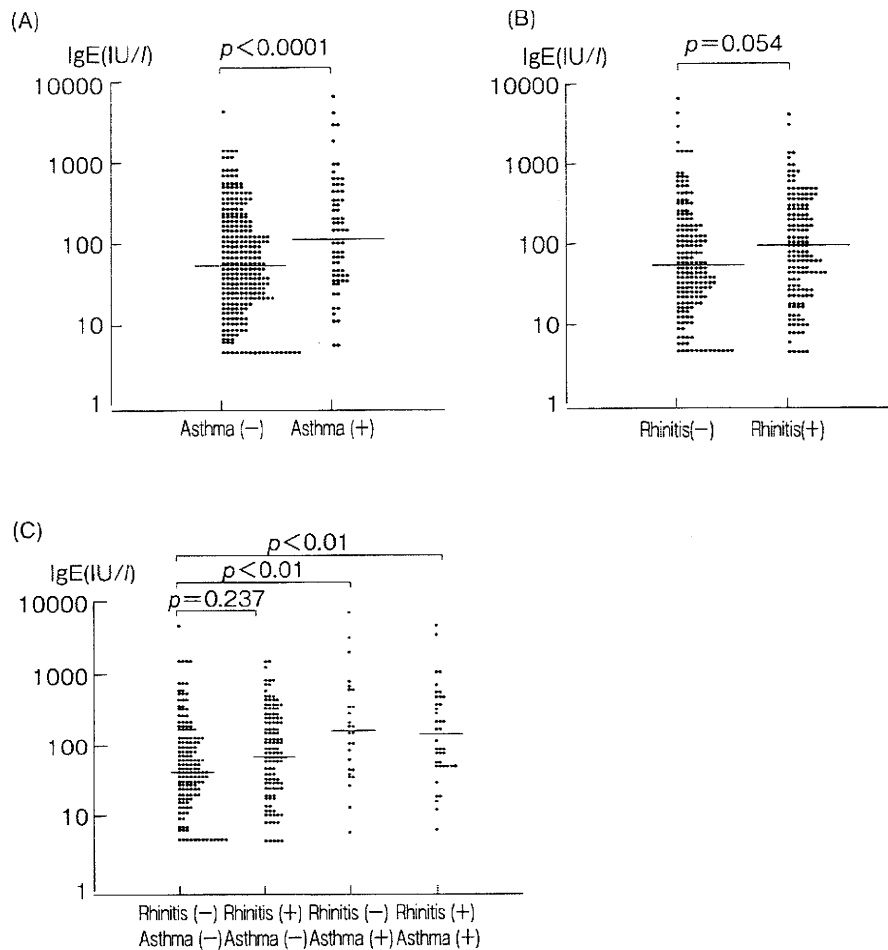 (A)
IgE(IU/l)
p<0.0001
10000
1000
100
10
1
Asthma (−) Asthma (+)
(B)
IgE(IU/l)
p=0.054
10000
1000
100
10
1
Rhinitis(−) Rhinitis(+)
(C)
p<0.01
IgE(IU/l)
p<0.01
p=0.237
10000
1000
100
10
1
Rhinitis (−) Rhinitis (+) Rhinitis (−) Rhinitis (+)
Asthma (−) Asthma (−) Asthma (+) Asthma (+)